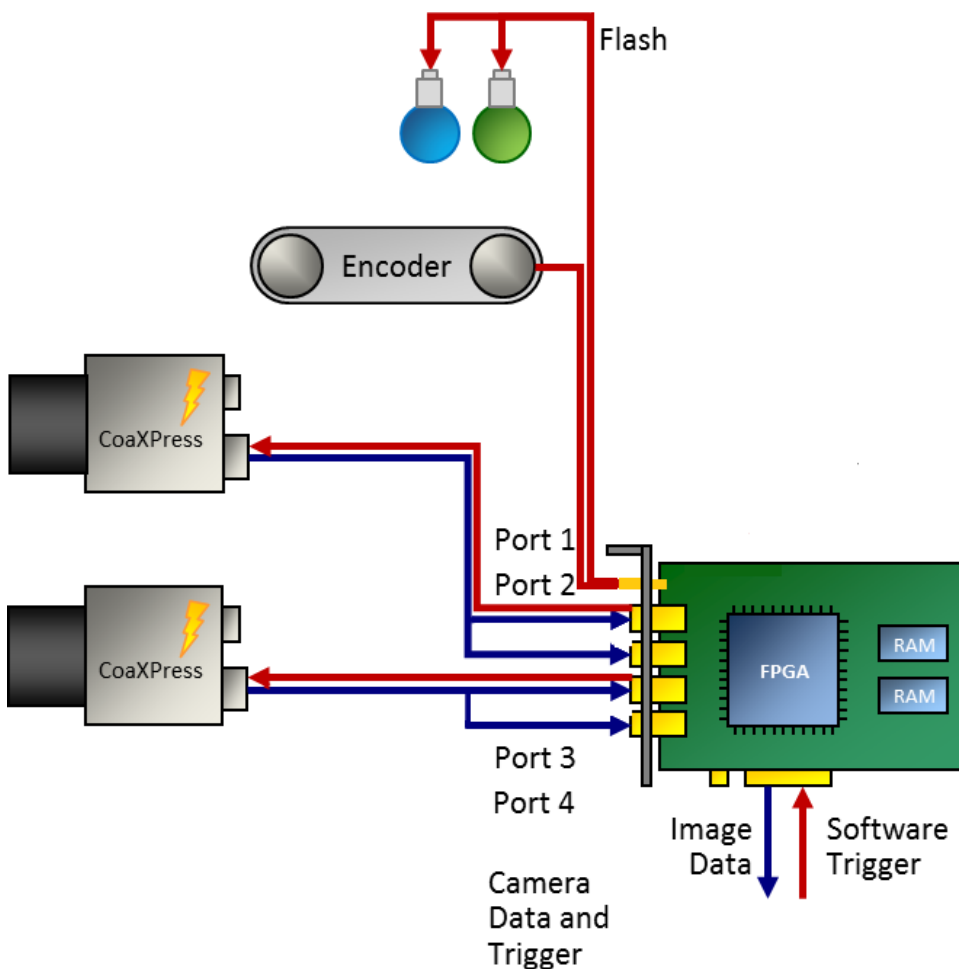 Flash
Encoder
CoaXPress
Port 1
Port 2
CoaXPress
FPGA
RAM
RAM
Port 3
Port 4
Image
Data
Software
Trigger
Camera
Data and
Trigger